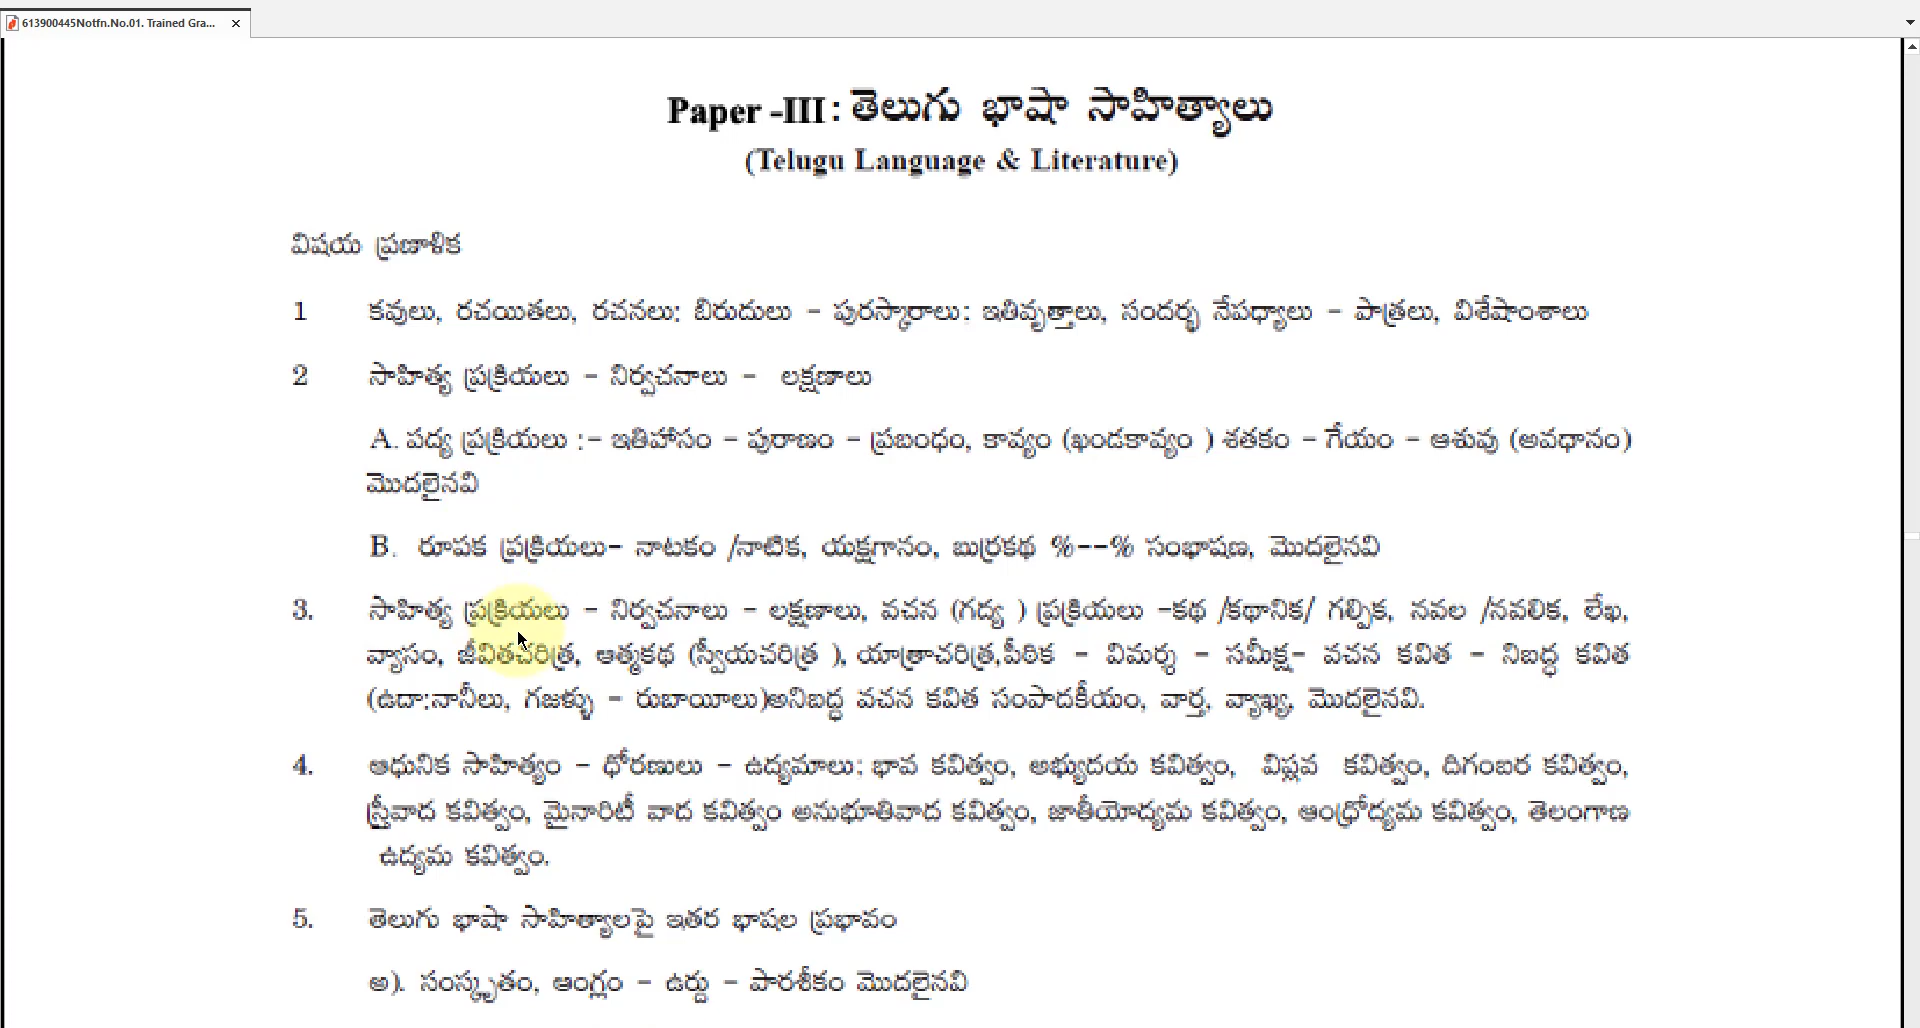 613900445Notfn.No.01. Trained Gra...
Paper -III: తెలుగు భాషా సాహిత్యాలు
(Telugu Language & Literature)
విషయ ప్రణాళిక
1 కవులు, రచయితలు, రచనలు: బిరుదులు – పురస్కారాలు: ఇతివృత్తాలు, సందర్భ నేపధ్యాలు – పాత్రలు, విశేషాంశాలు
2 సాహిత్య ప్రక్రియలు – నిర్వచనాలు – లక్షణాలు
A. పద్య ప్రక్రియలు :– ఇతిహాసం – పురాణం – ప్రబంధం, కావ్యం (ఖండకావ్యం ) శతకం – గేయం – ఆశువు (అవధానం)
మొదలైనవి
B. రూపక ప్రక్రియలు– నాటకం /నాటిక, యక్షగానం, బుర్రకథ %--% సంభాషణ, మొదలైనవి
3. సాహిత్య ప్రక్రియలు – నిర్వచనాలు – లక్షణాలు, వచన (గద్య ) ప్రక్రియలు –కథ /కథానిక/ గల్పిక, నవల /నవలిక, లేఖ,
వ్యాసం, జీవితచరిత్ర, ఆత్మకథ (స్వీయచరిత్ర ), యాత్రాచరిత్ర,పీఠిక – విమర్శ – సమీక్ష– వచన కవిత – నిబద్ధ కవిత
(ఉదా:నానీలు, గజళ్ళు – రుబాయీలు)అనిబద్ధ వచన కవిత సంపాదకీయం, వార్త, వ్యాఖ్య, మొదలైనవి.
4. ఆధునిక సాహిత్యం – ధోరణులు – ఉద్యమాలు: భావ కవిత్వం, అభ్యుదయ కవిత్వం, విప్లవ కవిత్వం, దిగంబర కవిత్వం,
స్త్రీవాద కవిత్వం, మైనారిటీ వాద కవిత్వం అనుభూతివాద కవిత్వం, జాతీయోద్యమ కవిత్వం, ఆంధ్రోద్యమ కవిత్వం, తెలంగాణ
ఉద్యమ కవిత్వం.
5. తెలుగు భాషా సాహిత్యాలపై ఇతర భాషల ప్రభావం
అ). సంస్కృతం, ఆంగ్లం – ఉర్దు – పారశీకం మొదలైనవి